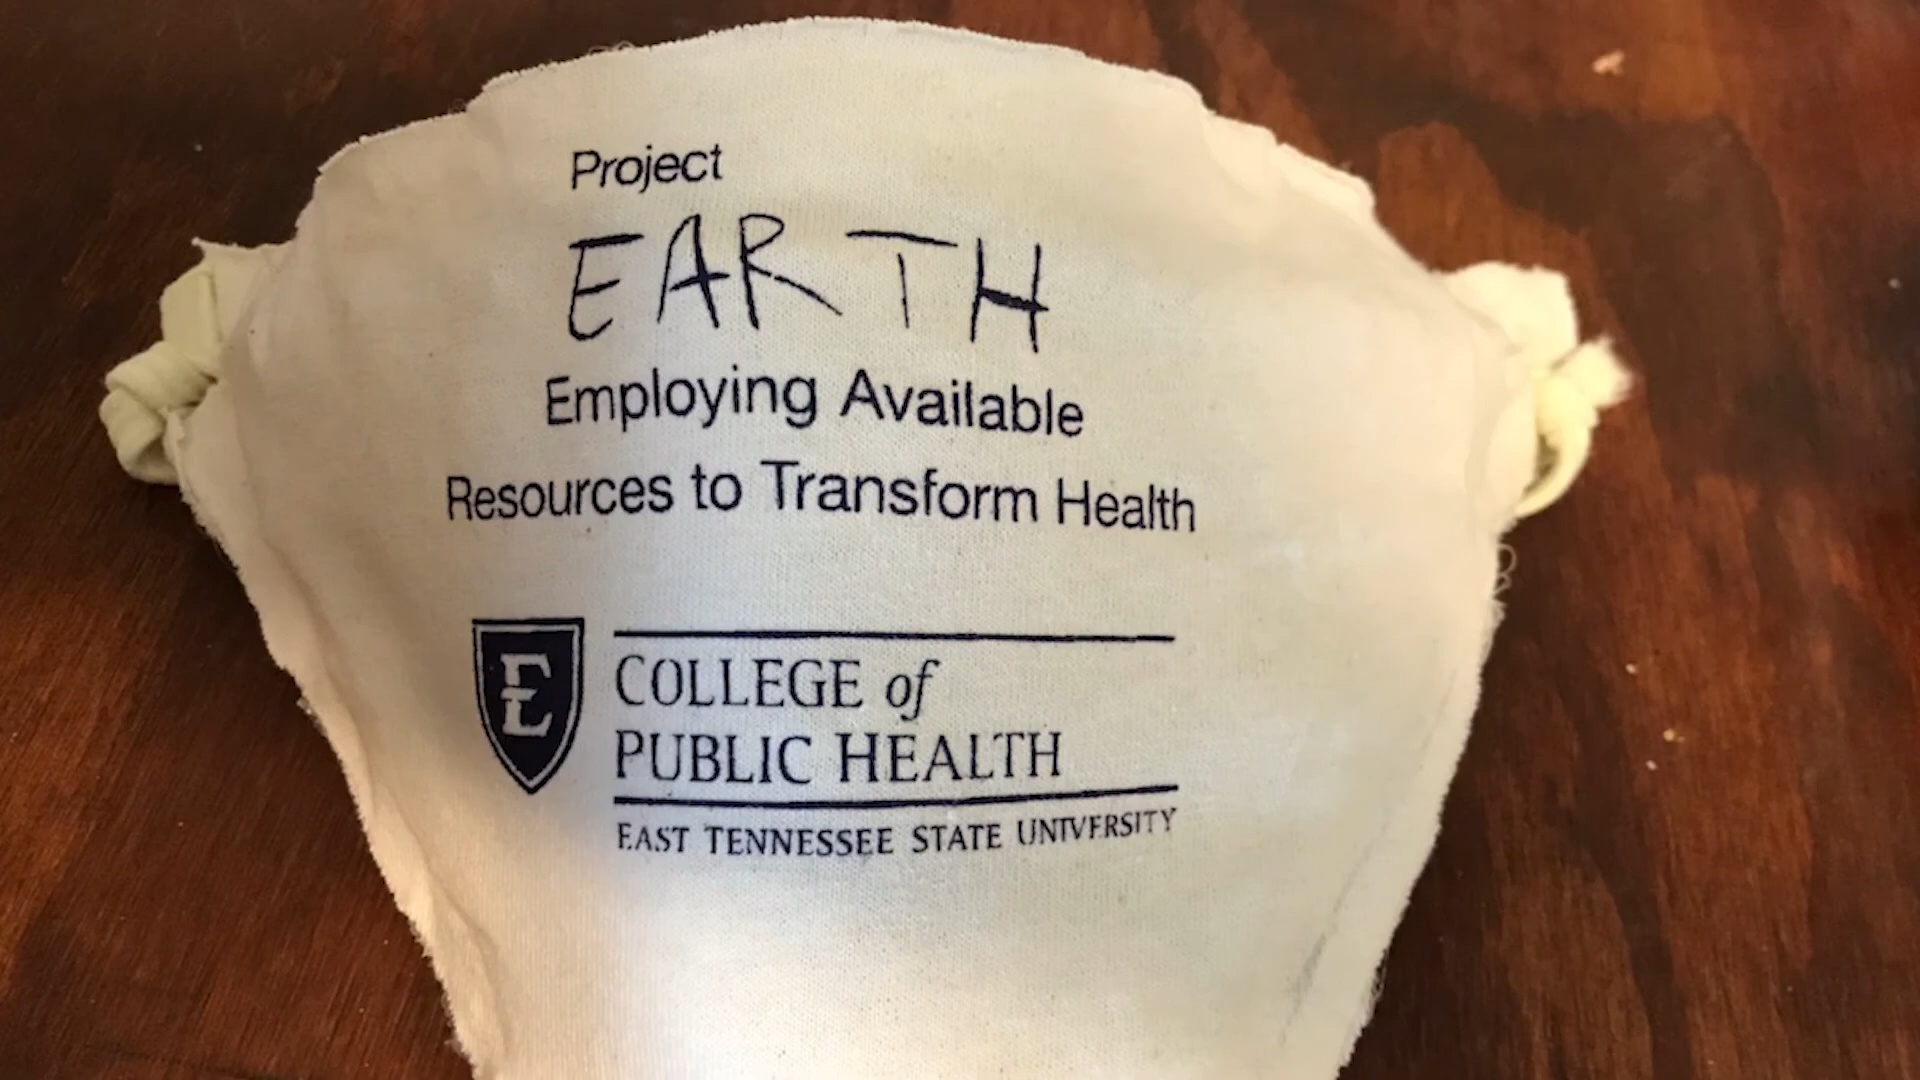 Project
EARTH
Employing Available
Resources to Transform Health
E
COLLEGE of
PUBLIC HEALTH
EAST TENNESSEE STATE UNIVERSITY